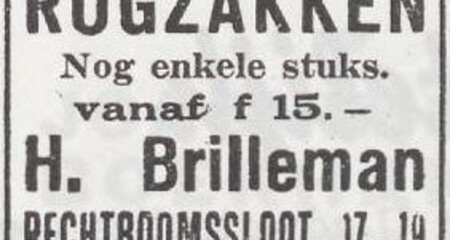 RUGZAKKEN
Nog enkele stuks.
vanaf f 15.—
H. Brilleman
RECHTBOOMSSLOOT 17 19